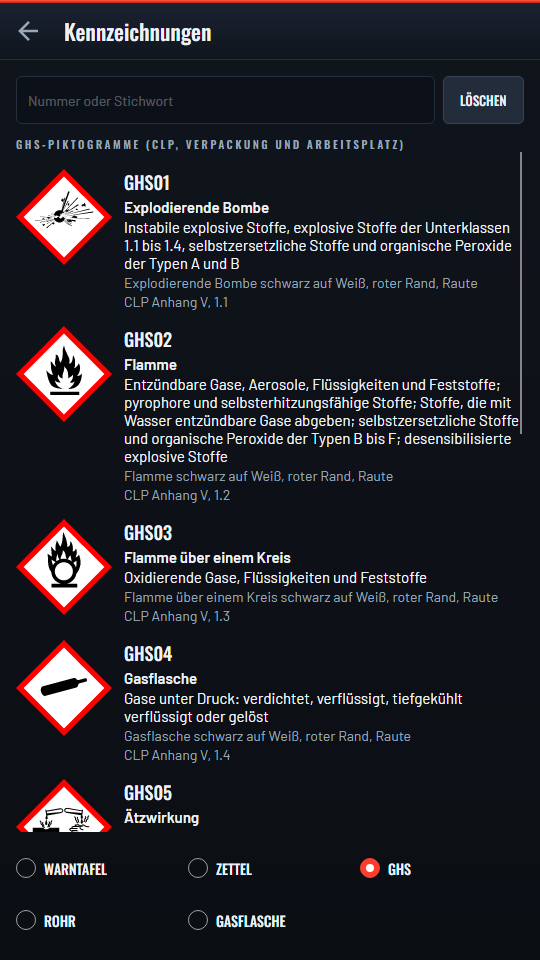 Kennzeichnungen
Nummer oder Stichwort
LÖSCHEN
GHS-PIKTOGRAMME (CLP, VERPACKUNG UND ARBEITSPLATZ)
GHS01
Explodierende Bombe
Instabile explosive Stoffe, explosive Stoffe der Unterklassen
1.1 bis 1.4, selbstzersetzliche Stoffe und organische Peroxide
der Typen A und B
Explodierende Bombe schwarz auf Weiß, roter Rand, Raute
CLP Anhang V, 1.1
GHS02
Flamme
Entzündbare Gase, Aerosole, Flüssigkeiten und Feststoffe;
pyrophore und selbsterhitzungsfähige Stoffe; Stoffe, die mit
Wasser entzündbare Gase abgeben; selbstzersetzliche Stoffe
und organische Peroxide der Typen B bis F; desensibilisierte
explosive Stoffe
Flamme schwarz auf Weiß, roter Rand, Raute
CLP Anhang V, 1.2
GHS03
Flamme über einem Kreis
Oxidierende Gase, Flüssigkeiten und Feststoffe
Flamme über einem Kreis schwarz auf Weiß, roter Rand, Raute
CLP Anhang V, 1.3
GHS04
Gasflasche
Gase unter Druck: verdichtet, verflüssigt, tiefgekühlt
verflüssigt oder gelöst
Gasflasche schwarz auf Weiß, roter Rand, Raute
CLP Anhang V, 1.4
GHS05
Ätzwirkung
WARNTAFEL
ZETTEL
GHS
ROHR
GASFLASCHE